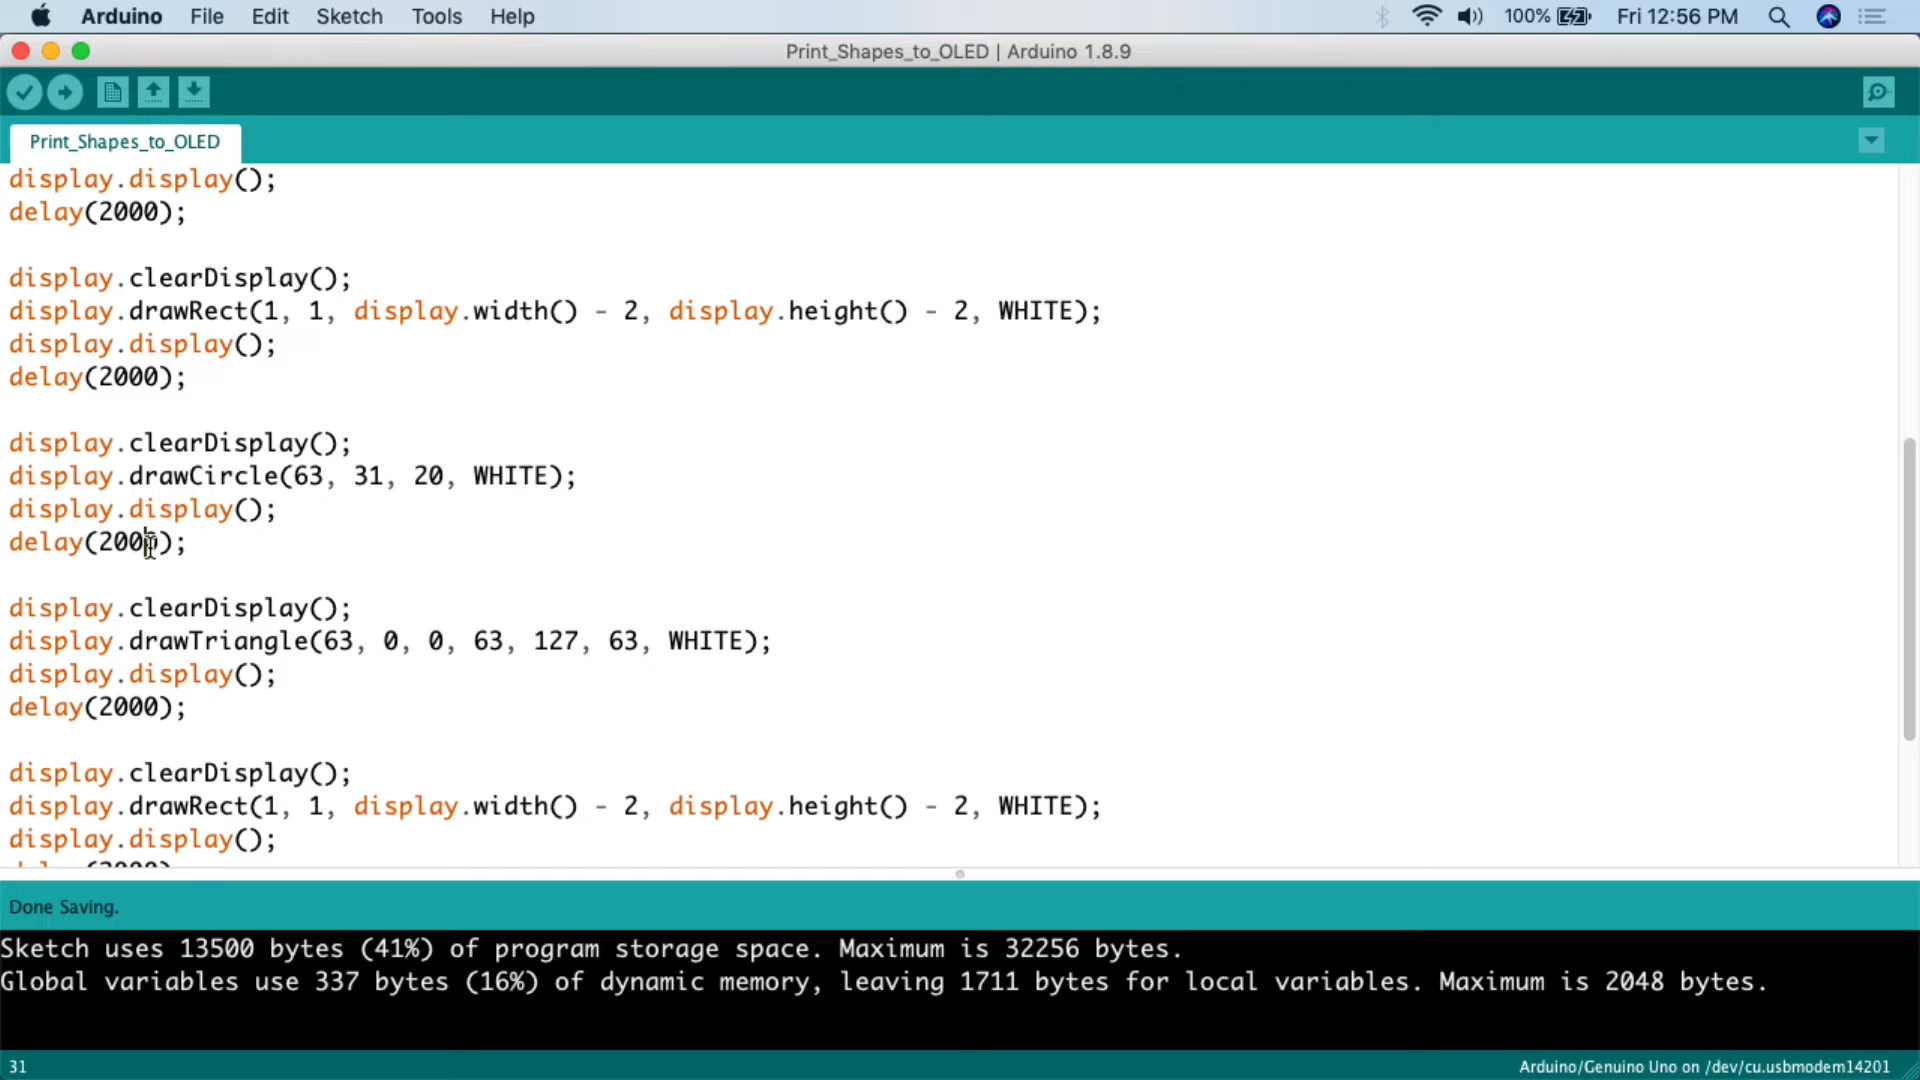 Arduino File Edit Sketch Tools Help 100% Fri 12:56 PM
Print_Shapes_to_OLED | Arduino 1.8.9
Print_Shapes_to_OLED
display.display();
delay(2000);
display.clearDisplay();
display.drawRect(1, 1, display.width() - 2, display.height() - 2, WHITE);
display.display();
delay(2000);
display.clearDisplay();
display.drawCircle(63, 31, 20, WHITE);
display.display();
delay(2000);
display.clearDisplay();
display.drawTriangle(63, 0, 0, 63, 127, 63, WHITE);
display.display();
delay(2000);
display.clearDisplay();
display.drawRect(1, 1, display.width() - 2, display.height() - 2, WHITE);
display.display();
Done Saving.
Sketch uses 13500 bytes (41%) of program storage space. Maximum is 32256 bytes.
Global variables use 337 bytes (16%) of dynamic memory, leaving 1711 bytes for local variables. Maximum is 2048 bytes.
31 Arduino/Genuino Uno on /dev/cu.usbmodem14201